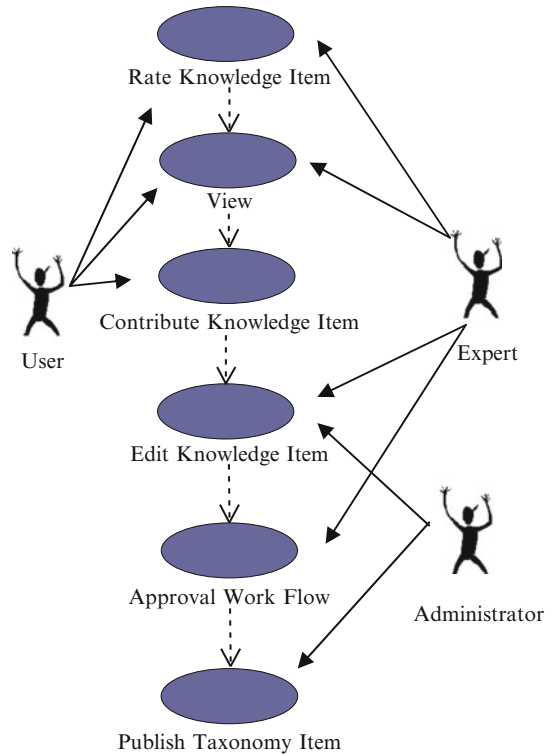 Rate Knowledge Item
View
Contribute Knowledge Item
User
Expert
Edit Knowledge Item
Approval Work Flow
Administrator
Publish Taxonomy Item